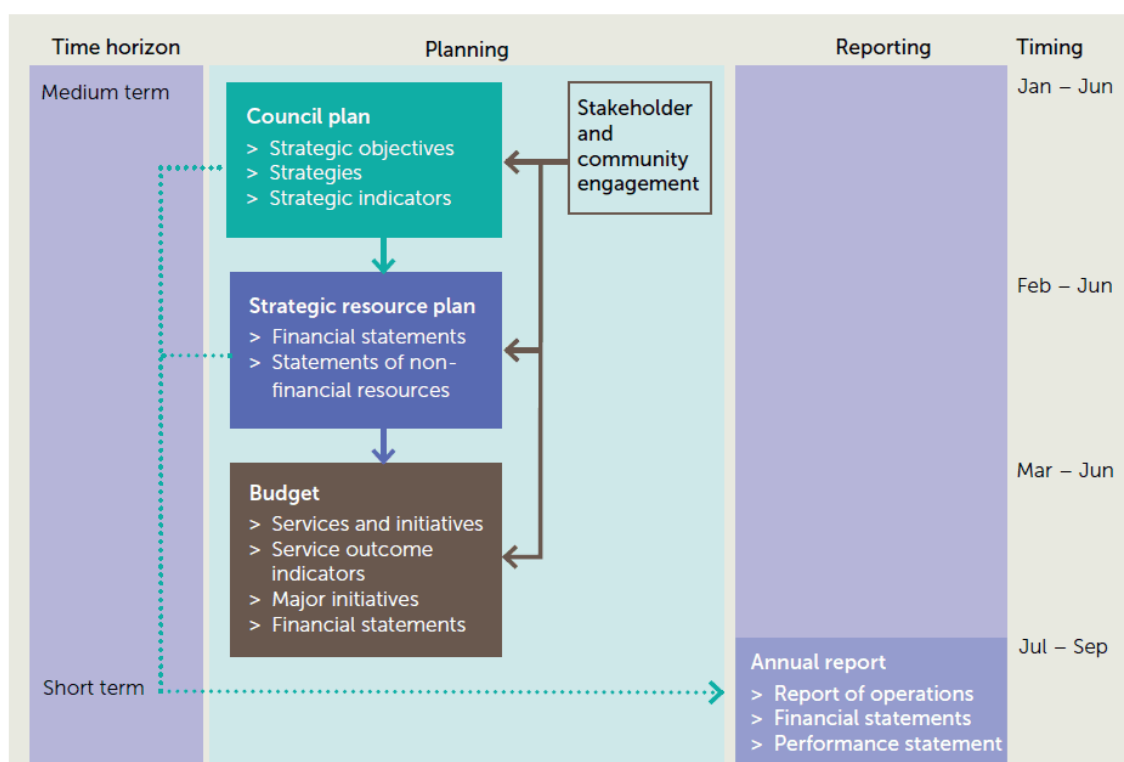 Time horizon
Planning
Reporting
Timing
Medium term
Jan – Jun
Council plan
> Strategic objectives
> Strategies
> Strategic indicators
Stakeholder
and
community
engagement
Feb – Jun
Strategic resource plan
> Financial statements
> Statements of non-
financial resources
Mar – Jun
Budget
> Services and initiatives
> Service outcome
indicators
> Major initiatives
> Financial statements
Jul – Sep
Short term
Annual report
> Report of operations
> Financial statements
> Performance statement